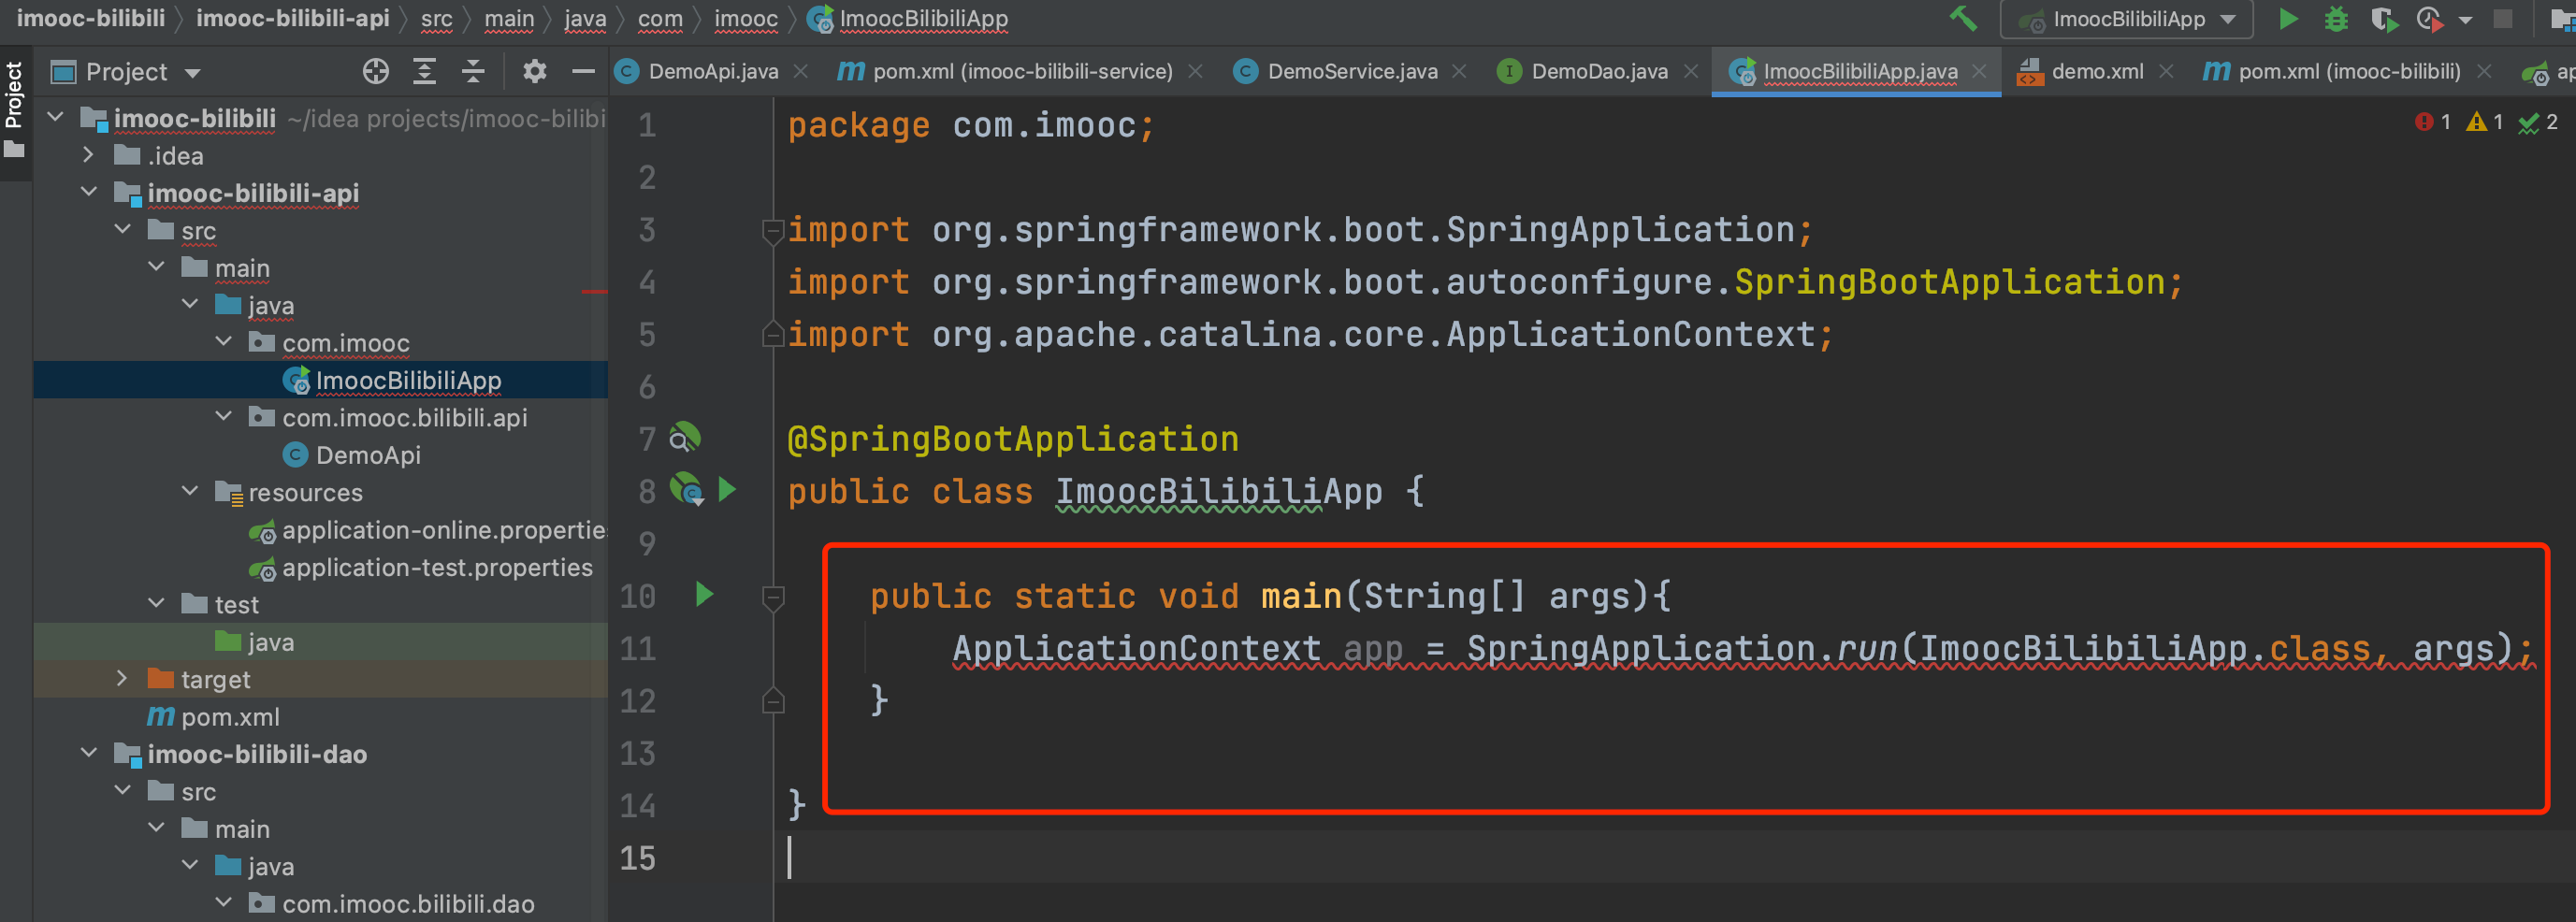 imooc-bilibili imooc-bilibili-api src main java com imooc ImoocBilibiliApp ImoocBilibiliApp
Project
Project
DemoApi.java pom.xml (imooc-bilibili-service) DemoService.java DemoDao.java ImoocBilibiliApp.java demo.xml pom.xml (imooc-bilibili) ap
imooc-bilibili ~/idea projects/imooc-bilibi
.idea
imooc-bilibili-api
src
main
java
com.imooc
ImoocBilibiliApp
com.imooc.bilibili.api
DemoApi
resources
application-online.properties
application-test.properties
test
java
target
pom.xml
imooc-bilibili-dao
src
main
java
com.imooc.bilibili.dao
1 package com.imooc;
1 1 2
2
3 import org.springframework.boot.SpringApplication;
4 import org.springframework.boot.autoconfigure.SpringBootApplication;
5 import org.apache.catalina.core.ApplicationContext;
6
7 @SpringBootApplication
8 public class ImoocBilibiliApp {
9
10 public static void main(String[] args){
11 ApplicationContext app = SpringApplication.run(ImoocBilibiliApp.class, args);
12 }
13
14 }
15